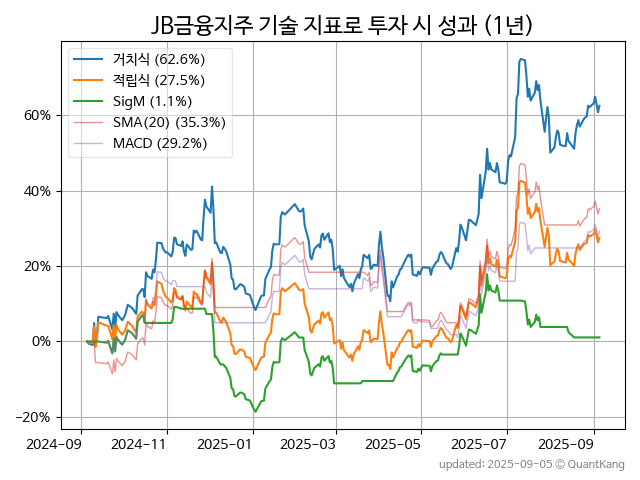 JB금융지주 기술 지표로 투자 시 성과 (1년)
거치식 (62.6%)
적립식 (27.5%)
SigM (1.1%)
SMA(20) (35.3%)
MACD (29.2%)
60%
40%
20%
0%
−20%
2024-09 2024-11 2025-01 2025-03 2025-05 2025-07 2025-09
updated: 2025-09-05 © QuantKang